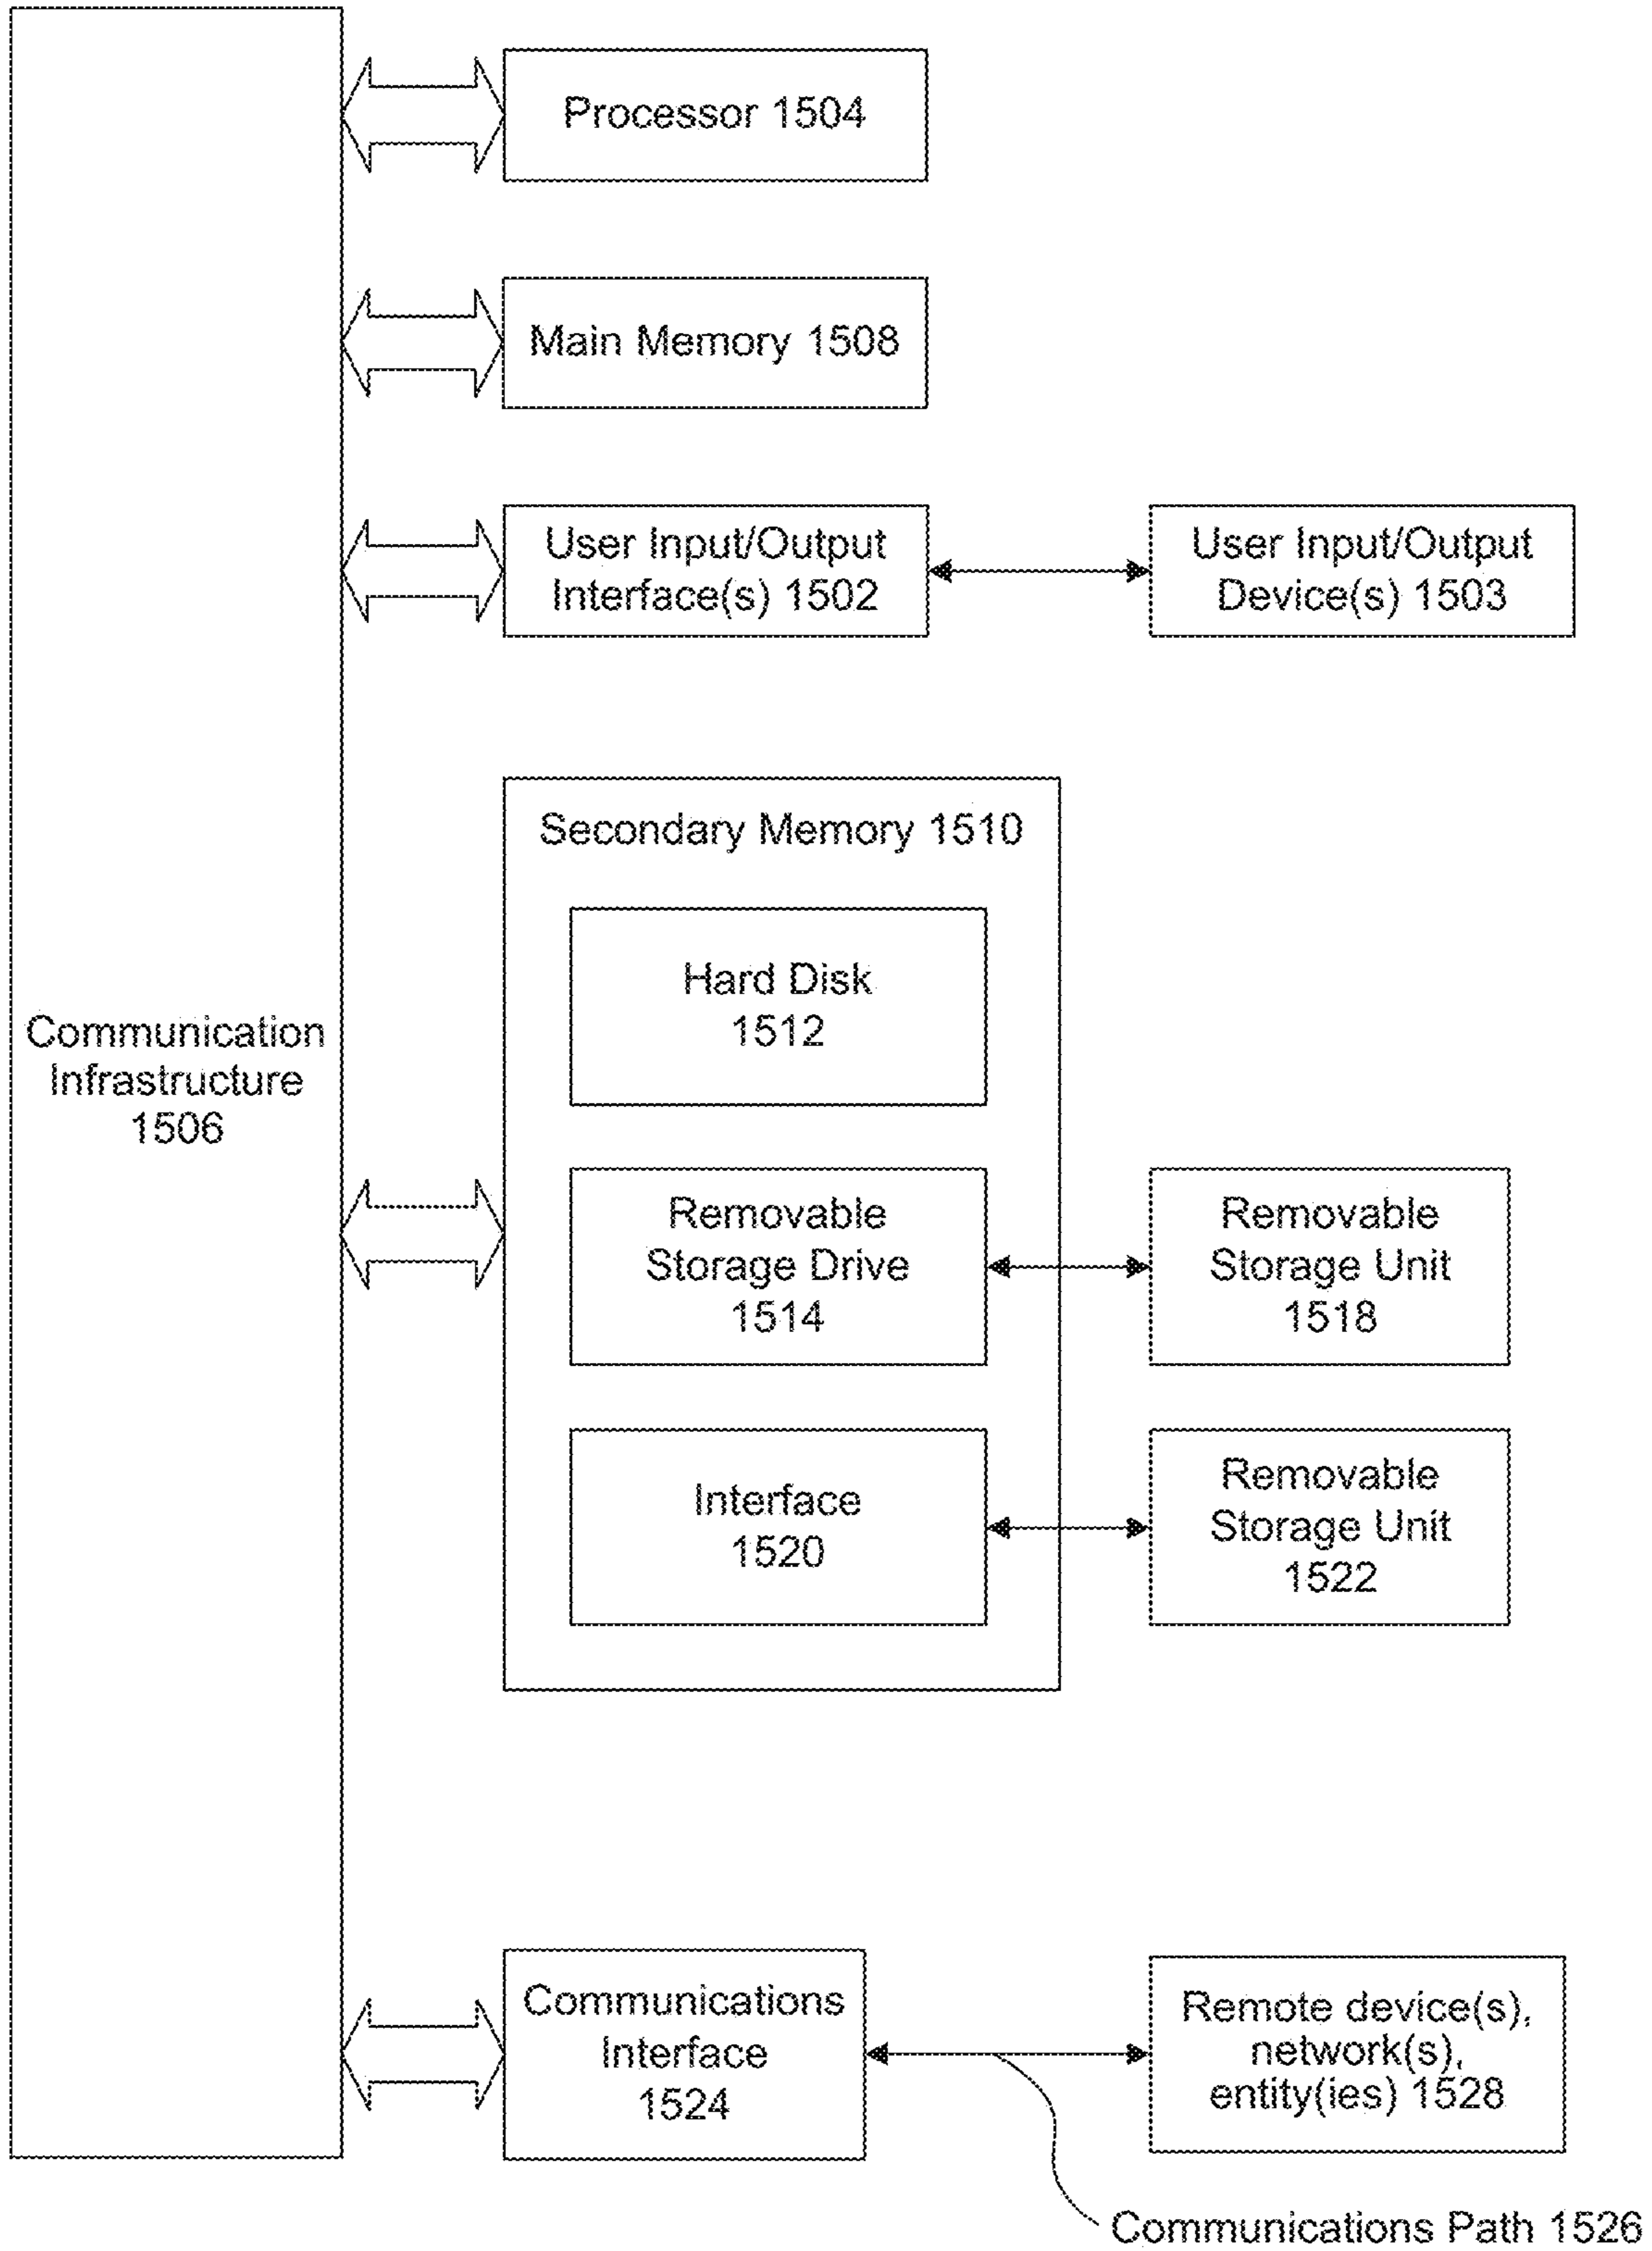 Processor 1504
Main Memory 1508
User Input/Output
Interface(s) 1502
User Input/Output
Device(s) 1503
Secondary Memory 1510
Hard Disk
1512
Communication
Infrastructure
1506
Removable
Storage Drive
1514
Removable
Storage Unit
1518
Interface
1520
Removable
Storage Unit
1522
Communications
Interface
1524
Remote device(s),
network(s),
entity(ies) 1528
Communications Path 1526